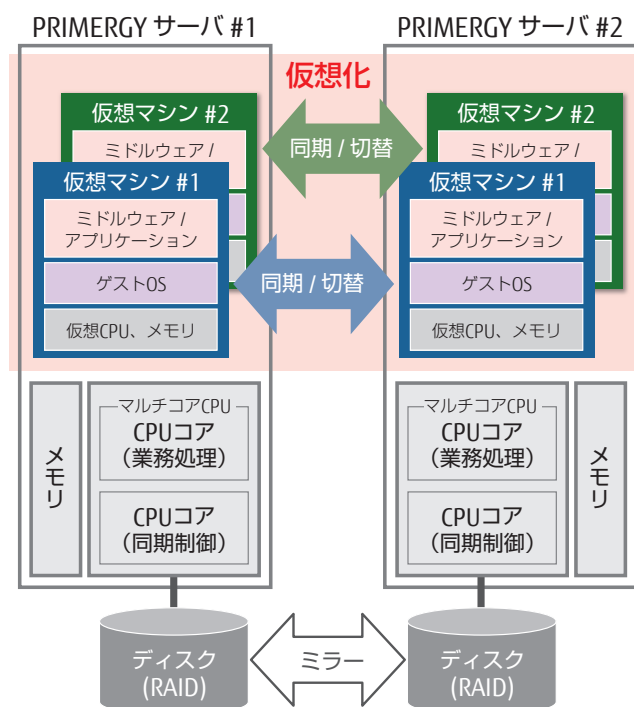 PRIMERGY サーバ #1
PRIMERGY サーバ #2
仮想化
仮想マシン #2
ミドルウェア /
仮想マシン #1
ミドルウェア /
アプリケーション
ゲストOS
仮想CPU、メモリ
同期 / 切替
同期 / 切替
仮想マシン #2
ミドルウェア /
仮想マシン #1
ミドルウェア /
アプリケーション
ゲストOS
仮想CPU、メモリ
メモリ
マルチコアCPU
CPUコア
(業務処理)
CPUコア
(同期制御)
マルチコアCPU
CPUコア
(業務処理)
CPUコア
(同期制御)
メモリ
ディスク
(RAID)
ミラー
ディスク
(RAID)